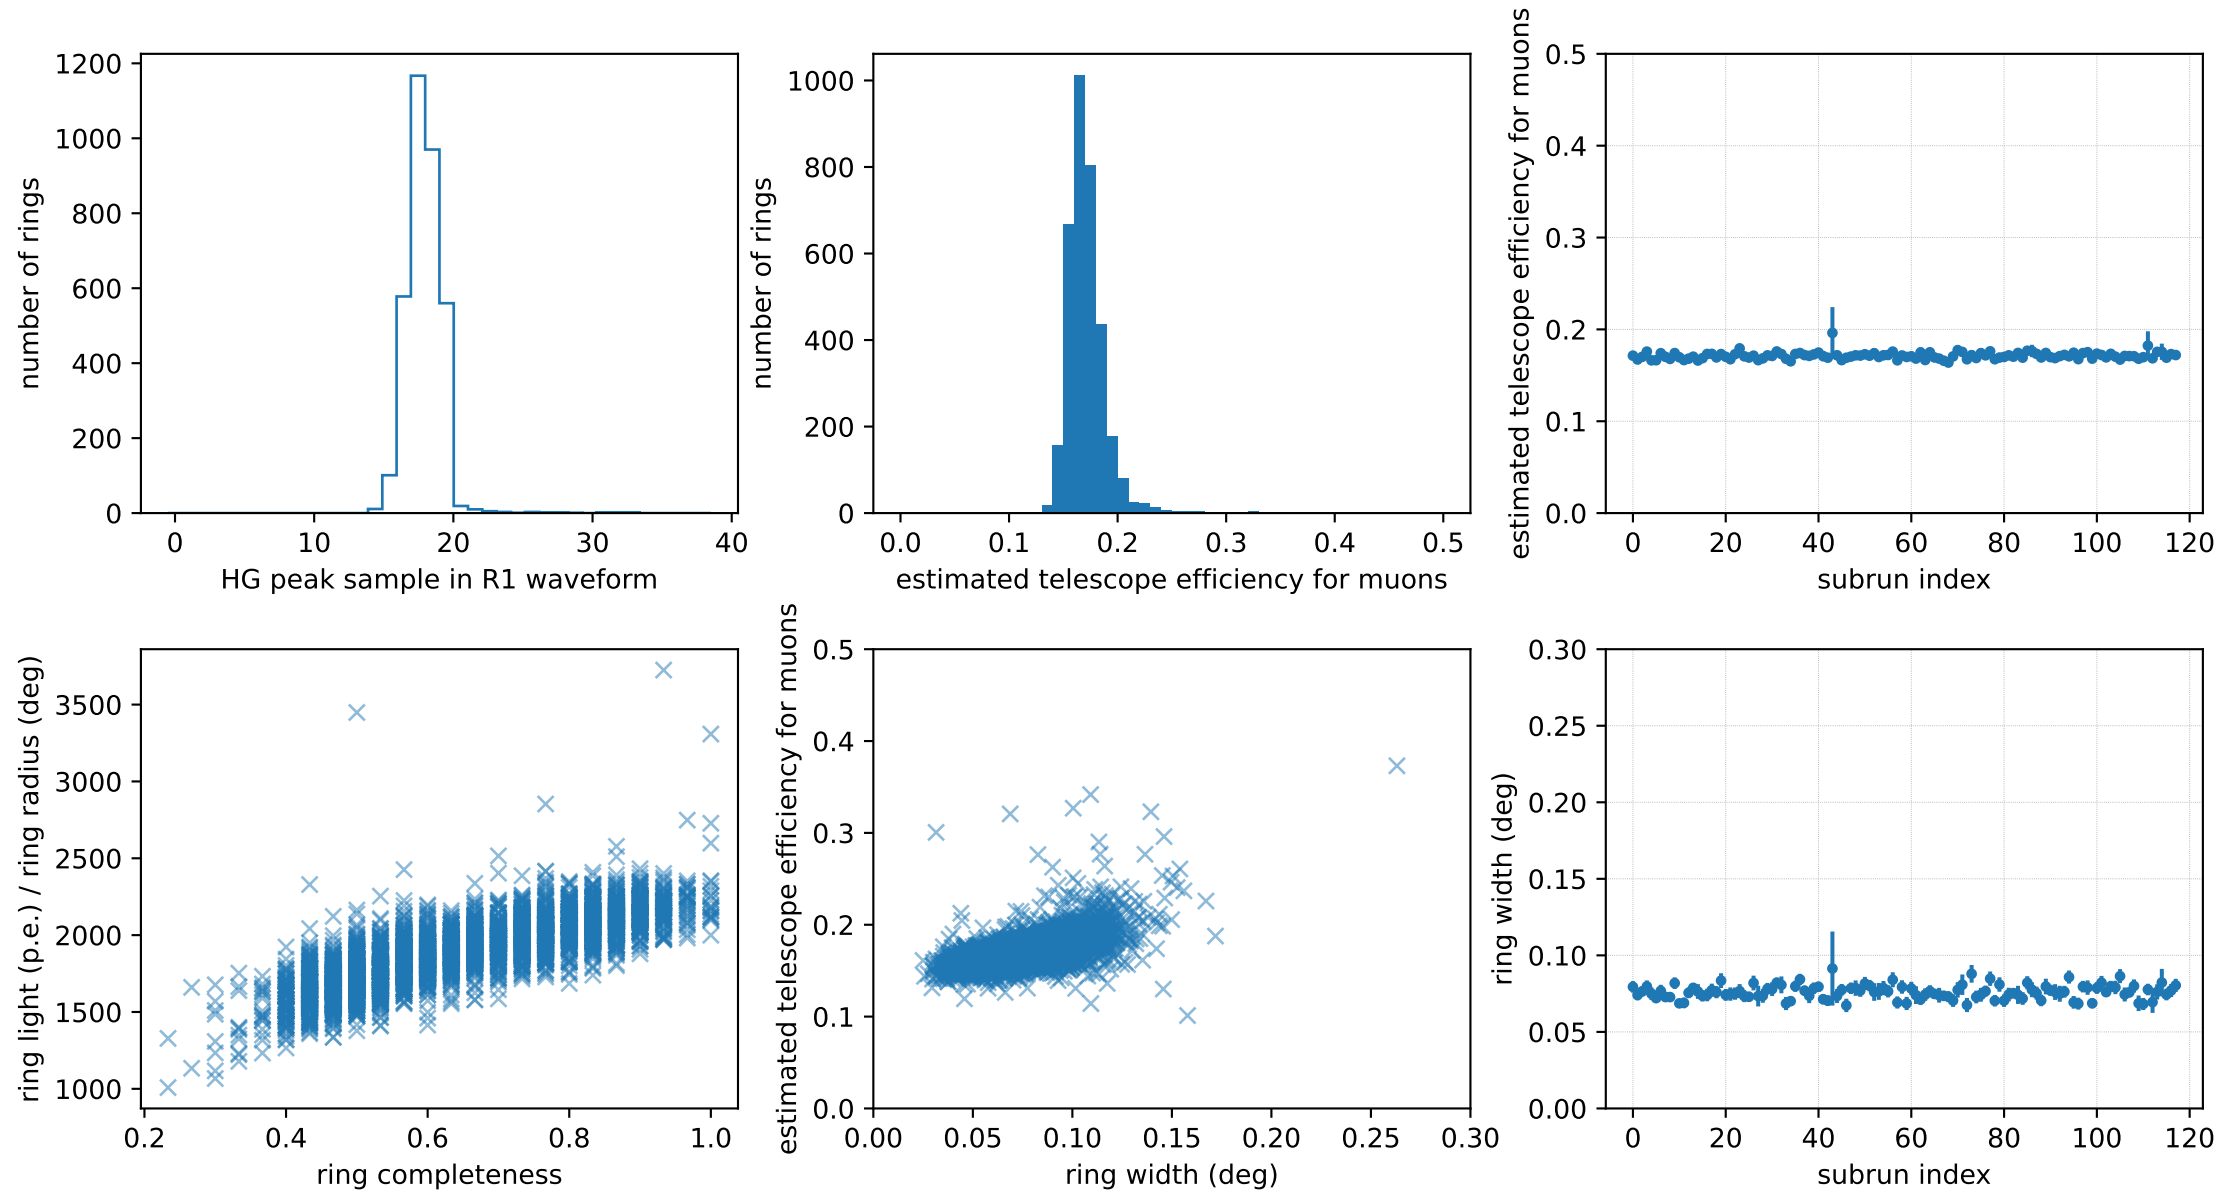 number of rings
1200
1000
800
600
400
200
0
0 10 20 30 40
HG peak sample in R1 waveform
number of rings
1000
800
600
400
200
0
0.0 0.1 0.2 0.3 0.4 0.5
estimated telescope efficiency for muons
estimated telescope efficiency for muons
0.5
0.4
0.3
0.2
0.1
0.0
0 20 40 60 80 100 120
subrun index
ring light (p.e.) / ring radius (deg)
3500
3000
2500
2000
1500
1000
0.2 0.4 0.6 0.8 1.0
ring completeness
estimated telescope efficiency for muons
0.5
0.4
0.3
0.2
0.1
0.0
0.00 0.05 0.10 0.15 0.20 0.25 0.30
ring width (deg)
ring width (deg)
0.30
0.25
0.20
0.15
0.10
0.05
0.00
0 20 40 60 80 100 120
subrun index